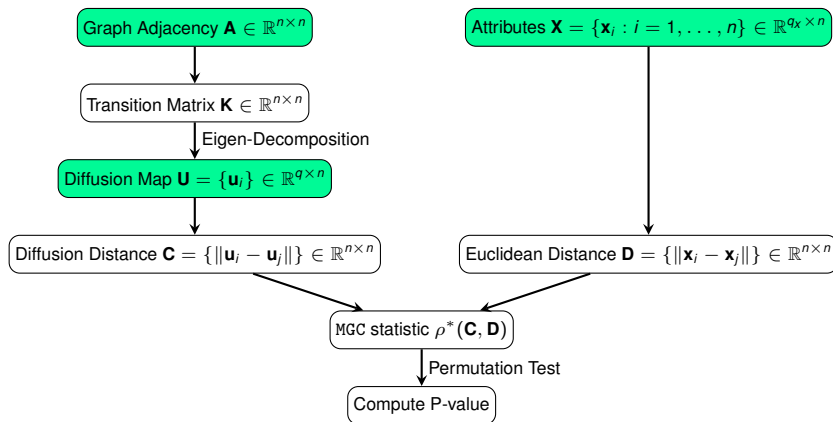 Graph Adjacency A ∈ ℝ^{n×n}
Attributes X = {x_i : i = 1, . . . , n} ∈ ℝ^{q_x×n}
Transition Matrix K ∈ ℝ^{n×n}
Eigen-Decomposition
Diffusion Map U = {u_i} ∈ ℝ^{q×n}
Diffusion Distance C = {‖u_i − u_j‖} ∈ ℝ^{n×n}
Euclidean Distance D = {‖x_i − x_j‖} ∈ ℝ^{n×n}
MGC statistic ρ*(C, D)
Permutation Test
Compute P-value